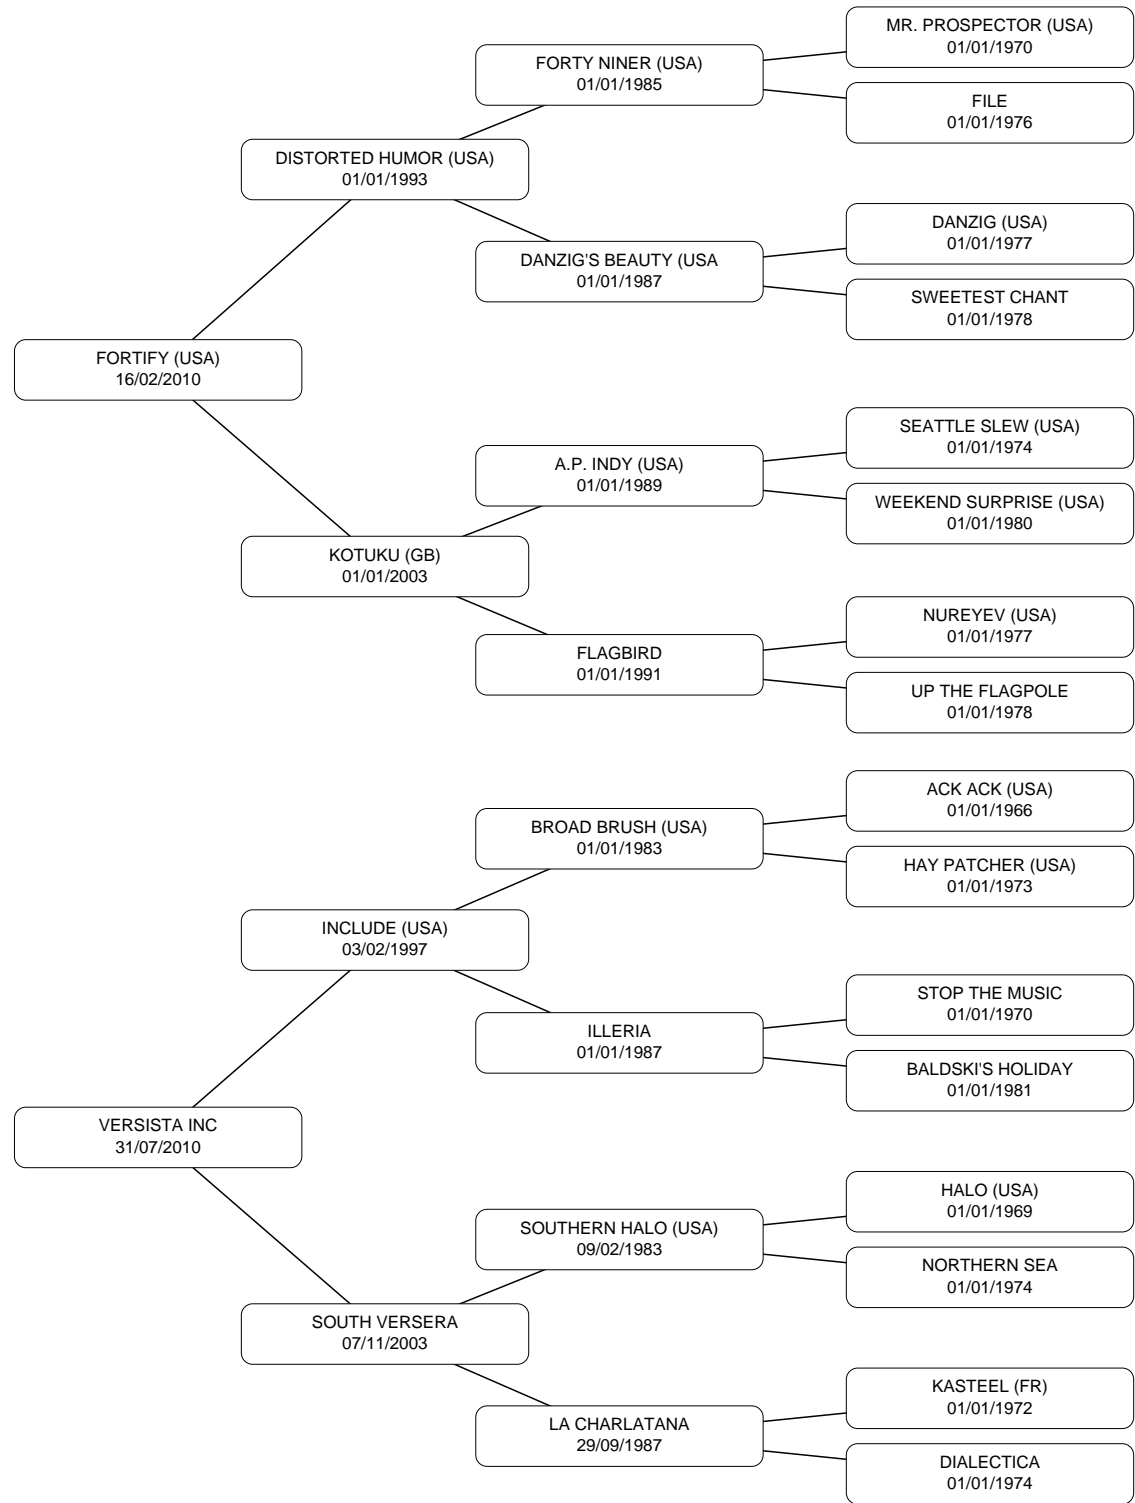 MR. PROSPECTOR (USA)
01/01/1970
FORTY NINER (USA)
01/01/1985
FILE
01/01/1976
DISTORTED HUMOR (USA)
01/01/1993
DANZIG (USA)
01/01/1977
DANZIG'S BEAUTY (USA
01/01/1987
SWEETEST CHANT
01/01/1978
FORTIFY (USA)
16/02/2010
SEATTLE SLEW (USA)
01/01/1974
A.P. INDY (USA)
01/01/1989
WEEKEND SURPRISE (USA)
01/01/1980
KOTUKU (GB)
01/01/2003
NUREYEV (USA)
01/01/1977
FLAGBIRD
01/01/1991
UP THE FLAGPOLE
01/01/1978
ACK ACK (USA)
01/01/1966
BROAD BRUSH (USA)
01/01/1983
HAY PATCHER (USA)
01/01/1973
INCLUDE (USA)
03/02/1997
STOP THE MUSIC
01/01/1970
ILLERIA
01/01/1987
BALDSKI'S HOLIDAY
01/01/1981
VERSISTA INC
31/07/2010
HALO (USA)
01/01/1969
SOUTHERN HALO (USA)
09/02/1983
NORTHERN SEA
01/01/1974
SOUTH VERSERA
07/11/2003
KASTEEL (FR)
01/01/1972
LA CHARLATANA
29/09/1987
DIALECTICA
01/01/1974